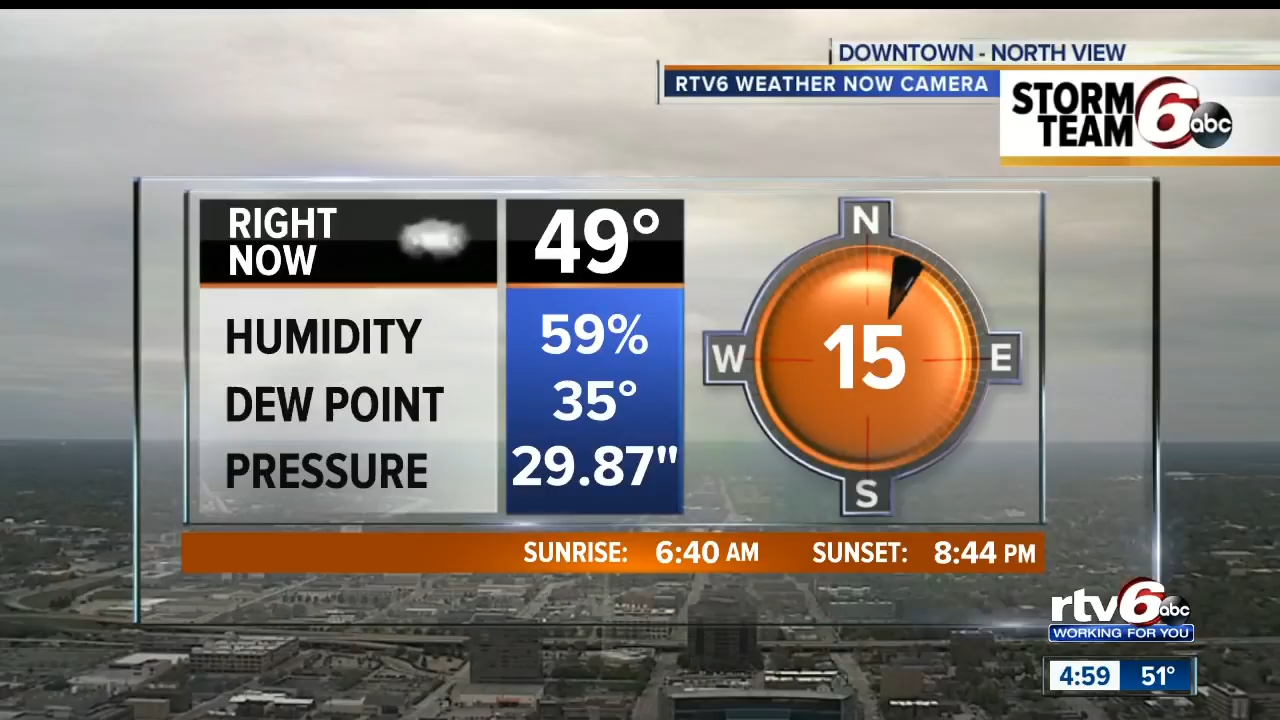 DOWNTOWN - NORTH VIEW
RTV6 WEATHER NOW CAMERA
STORM
TEAM
6
abc
RIGHT
NOW
49°
HUMIDITY 59%
DEW POINT 35°
PRESSURE 29.87"
N
W 15 E
S
SUNRISE: 6:40 AM SUNSET: 8:44 PM
rtv6 abc
WORKING FOR YOU
4:59 51°